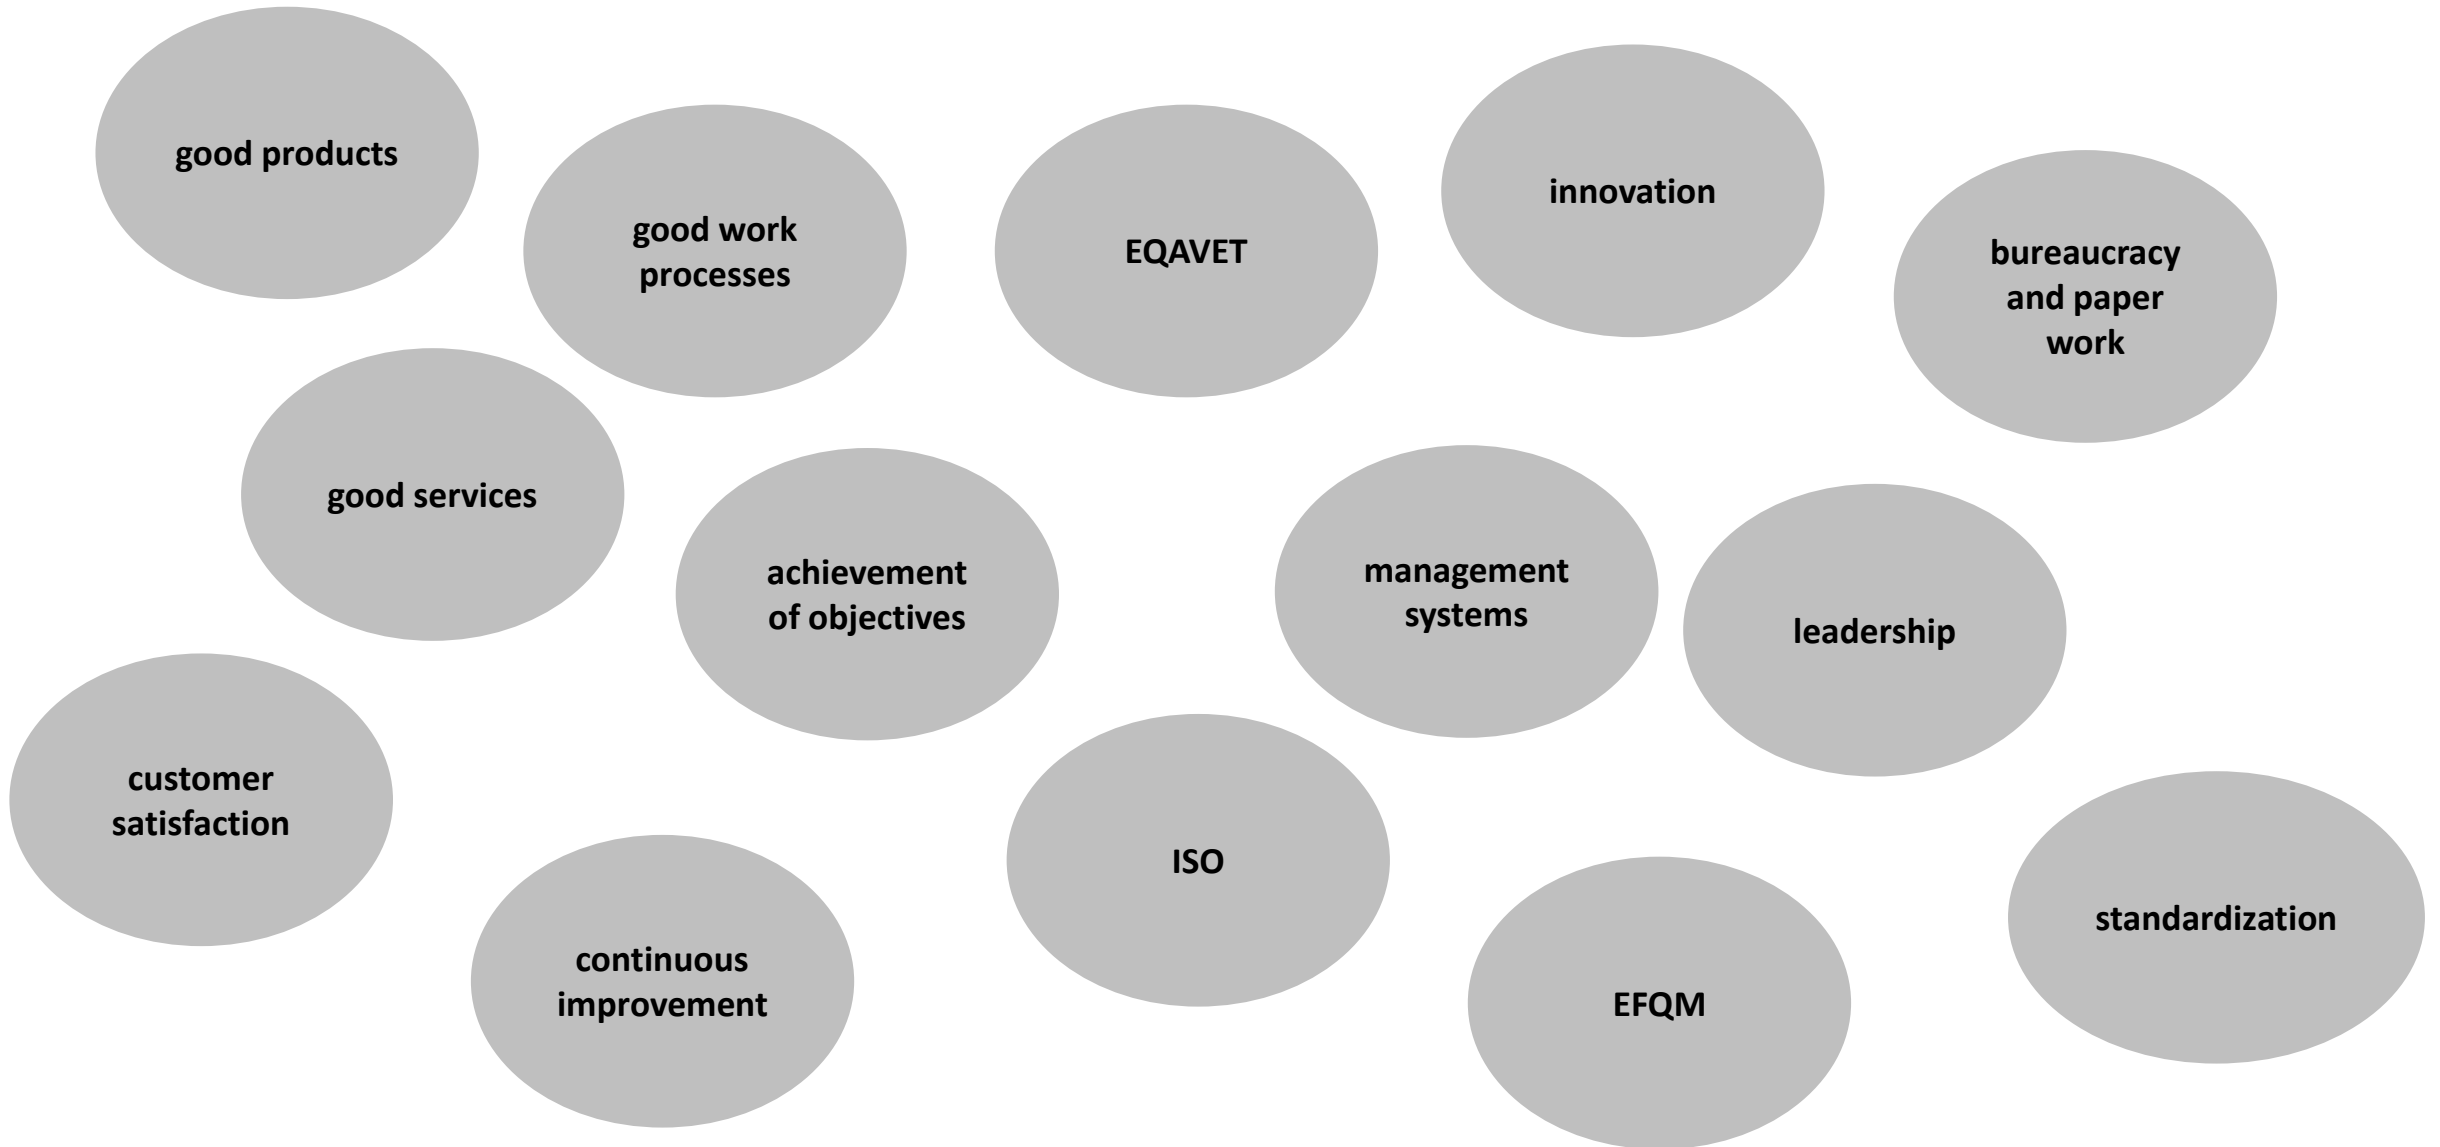 good products
good work
processes
EQAVET
innovation
bureaucracy
and paper
work
good services
achievement
of objectives
management
systems
leadership
customer
satisfaction
continuous
improvement
ISO
EFQM
standardization